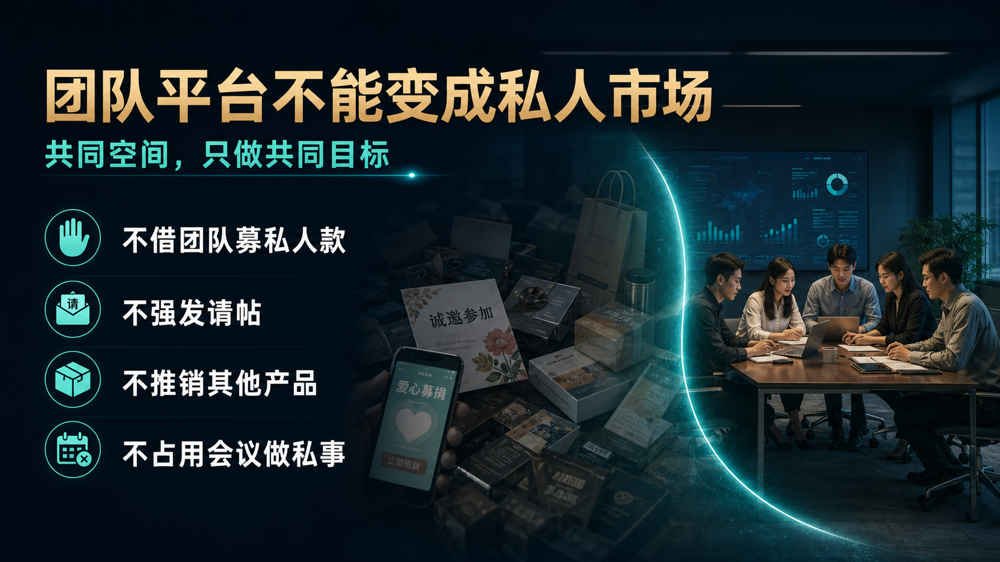 团队平台不能变成私人市场
共同空间，只做共同目标
不借团队募私人款
请
不强发请帖
不推销其他产品
不占用会议做私事
诚邀参加
爱心募捐
立即捐款